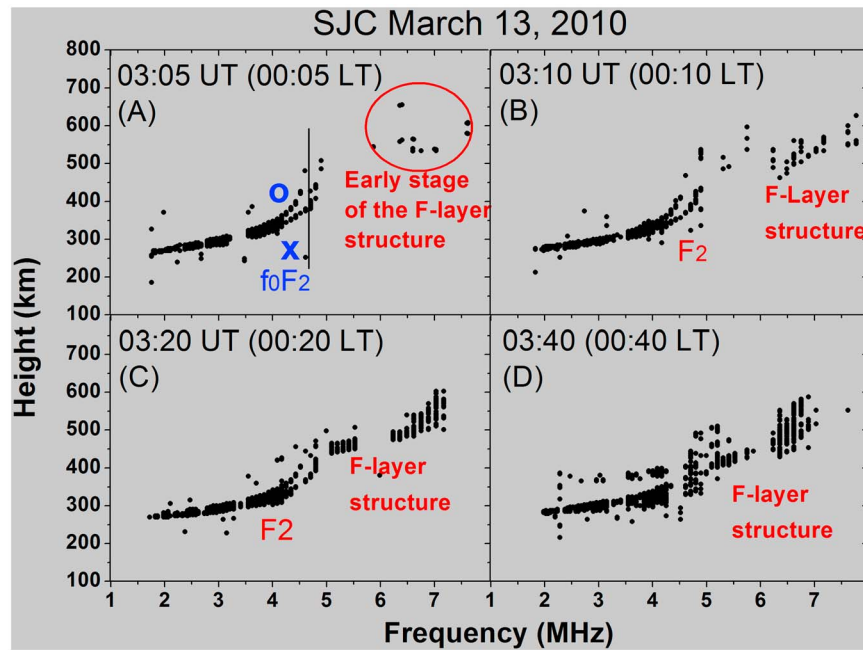 SJC March 13, 2010
Height (km)
800
700
600
500
400
300
200
100
03:05 UT (00:05 LT)
(A)
O
X
f0F2
Early stage
of the F-layer
structure
03:10 UT (00:10 LT)
(B)
F2
F-Layer
structure
700
600
500
400
300
200
100
03:20 UT (00:20 LT)
(C)
F2
F-layer
structure
03:40 (00:40 LT)
(D)
F-layer
structure
1 2 3 4 5 6 7 1 2 3 4 5 6 7
Frequency (MHz)